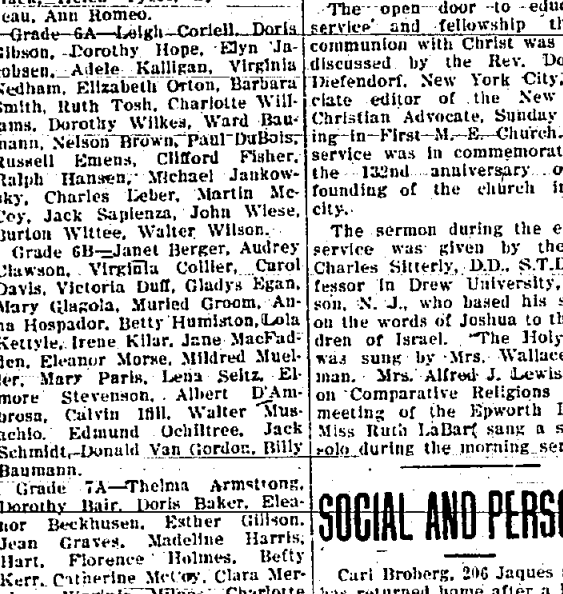 eau, Ann Romeo.
Grade 6A—Leigh Coriell, Doris
Gibson, Dorothy Hope, Elyn Ja-
cobsen, Adele Kalligan, Virginia
Nedham, Elizabeth Orton, Barbara
Smith, Ruth Tosh, Charlotte Will-
ams, Dorothy Wilkes, Ward Bau-
mann, Nelson Brown, Paul DuBois,
Russell Emens, Clifford Fisher,
Ralph Hansen, Michael Jankow-
sky, Charles Leber, Martin Mc-
Coy, Jack Sapienza, John Wiese,
Burton Wittee, Walter Wilson.
Grade 6B—Janet Berger, Audrey
Clawson, Virginia Collier, Carol
Davis, Victoria Duff, Gladys Egan,
Mary Glagola, Muried Groom, An-
na Hospador, Betty Humiston, Lola
Kettyle, Irene Kilar, Jane MacFad-
den, Eleanor Morse, Mildred Muel-
ler, Mary Paris, Lena Seitz, El-
more Stevenson, Albert D'Am-
brosa, Calvin Hill, Walter Mus-
achio, Edmund Ochiltree, Jack
Schmidt, Donald Van Gordon, Billy
Baumann.
Grade 7A—Thelma Armstrong,
Dorothy Bair, Doris Baker, Elea-
nor Beckhusen, Esther Gilison,
Jean Graves, Madeline Harris,
Hart, Florence Holmes, Betty
Kerr, Catherine McCoy, Clara Mer-
The open door to edu
service and fellowship th
communion with Christ was
discussed by the Rev. Do
Diefendorf, New York City,
ciate editor of the New
Christian Advocate, Sunday
ing in First M. E. Church.
service was in commemorat
the 132nd anniversary o
founding of the church in
city.
The sermon during the e
service was given by the
Charles Sitterly, D.D., S.T.D
fessor in Drew University,
son, N. J., who based his s
on the words of Joshua to th
dren of Israel. "The Holy
was sung by Mrs. Wallace
man. Mrs. Alfred J. Lewis
on Comparative Religions
meeting of the Epworth L
Miss Ruth LaBart sang a s
solo during the morning ser
SOCIAL AND PERSO
Carl Broberg, 206 Jaques
has returned home after a